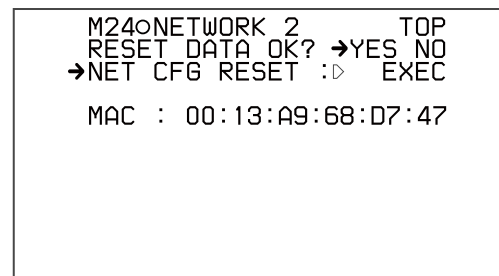 M24○NETWORK 2 TOP
RESET DATA OK? →YES NO
→NET CFG RESET :▷ EXEC
MAC : 00:13:A9:68:D7:47